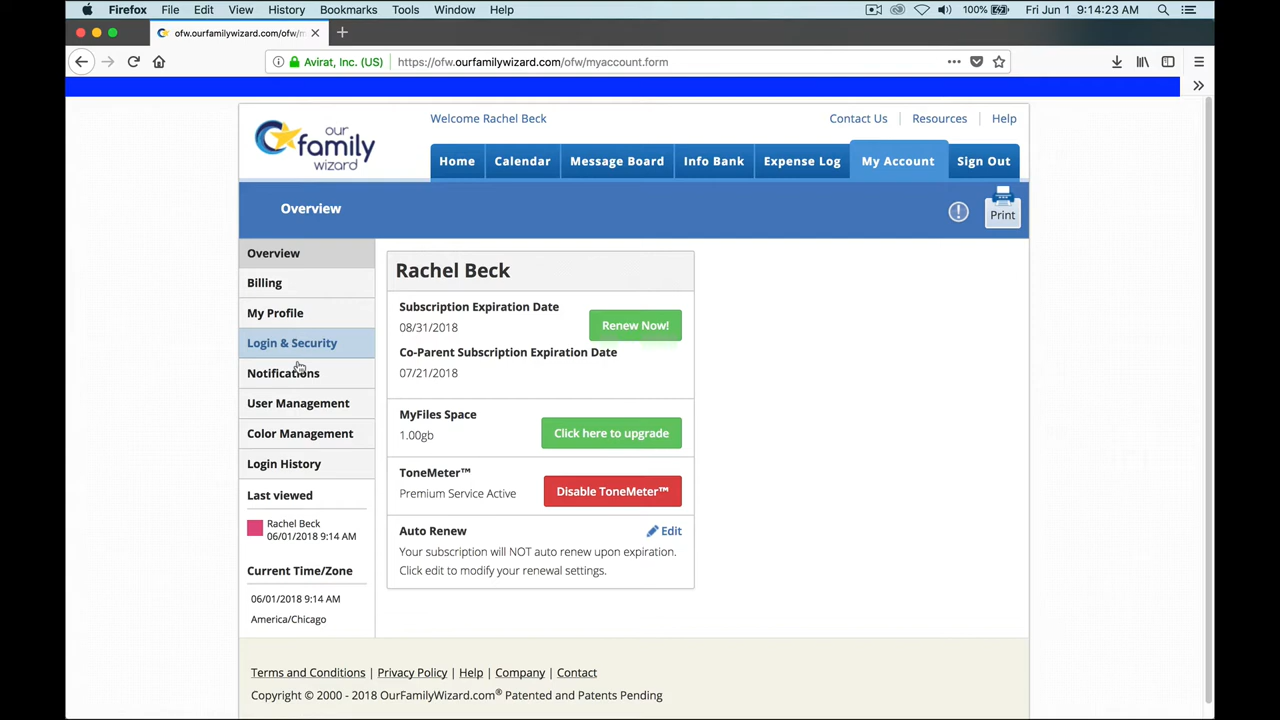 Firefox File Edit View History Bookmarks Tools Window Help 100% Fri Jun 1 9:14:23 AM
ofw.ourfamilywizard.com/ofw/m
Avirat, Inc. (US) https://ofw.ourfamilywizard.com/ofw/myaccount.form
Welcome Rachel Beck Contact Us Resources Help
our family wizard
Home Calendar Message Board Info Bank Expense Log My Account Sign Out
Overview Print
Overview
Billing
My Profile
Login & Security
Notifications
User Management
Color Management
Login History
Last viewed
Rachel Beck
06/01/2018 9:14 AM
Current Time/Zone
06/01/2018 9:14 AM
America/Chicago
Rachel Beck
Subscription Expiration Date
08/31/2018
Renew Now!
Co-Parent Subscription Expiration Date
07/21/2018
MyFiles Space
1.00gb
Click here to upgrade
ToneMeter™
Premium Service Active
Disable ToneMeter™
Auto Renew Edit
Your subscription will NOT auto renew upon expiration.
Click edit to modify your renewal settings.
Terms and Conditions | Privacy Policy | Help | Company | Contact
Copyright © 2000 - 2018 OurFamilyWizard.com® Patented and Patents Pending